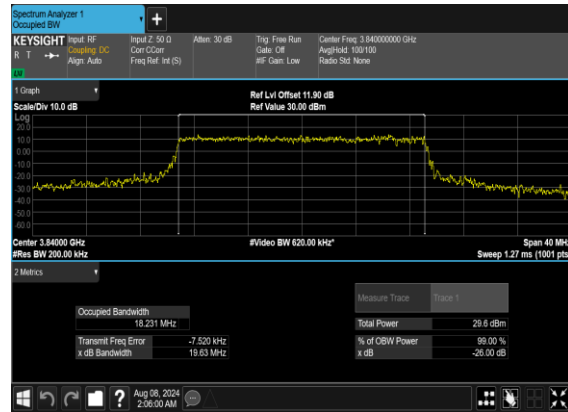 Spectrum Analyzer 1
Occupied BW
+
KEYSIGHT Input: RF Input Z: 50 Ω Atten: 30 dB Trig: Free Run Center Freq: 3.840000000 GHz
R T Coupling: DC Corr CCorr Gate: Off Avg|Hold: 100/100
Align: Auto Freq Ref: Int (S) #IF Gain: Low Radio Std: None
1 Graph
Ref Lvl Offset 11.90 dB
Scale/Div 10.0 dB Ref Value 30.00 dBm
Log
20.0
10.0
0.00
-10.0
-20.0
-30.0
-40.0
-50.0
-60.0
Center 3.84000 GHz #Video BW 620.00 kHz* Span 40 MHz
#Res BW 200.00 kHz Sweep 1.27 ms (1001 pts
2 Metrics
Measure Trace Trace 1
Occupied Bandwidth
18.231 MHz Total Power 29.6 dBm
Transmit Freq Error -7.520 kHz % of OBW Power 99.00 %
x dB Bandwidth 19.63 MHz x dB -26.00 dB
? Aug 08, 2024
2:06:00 AM